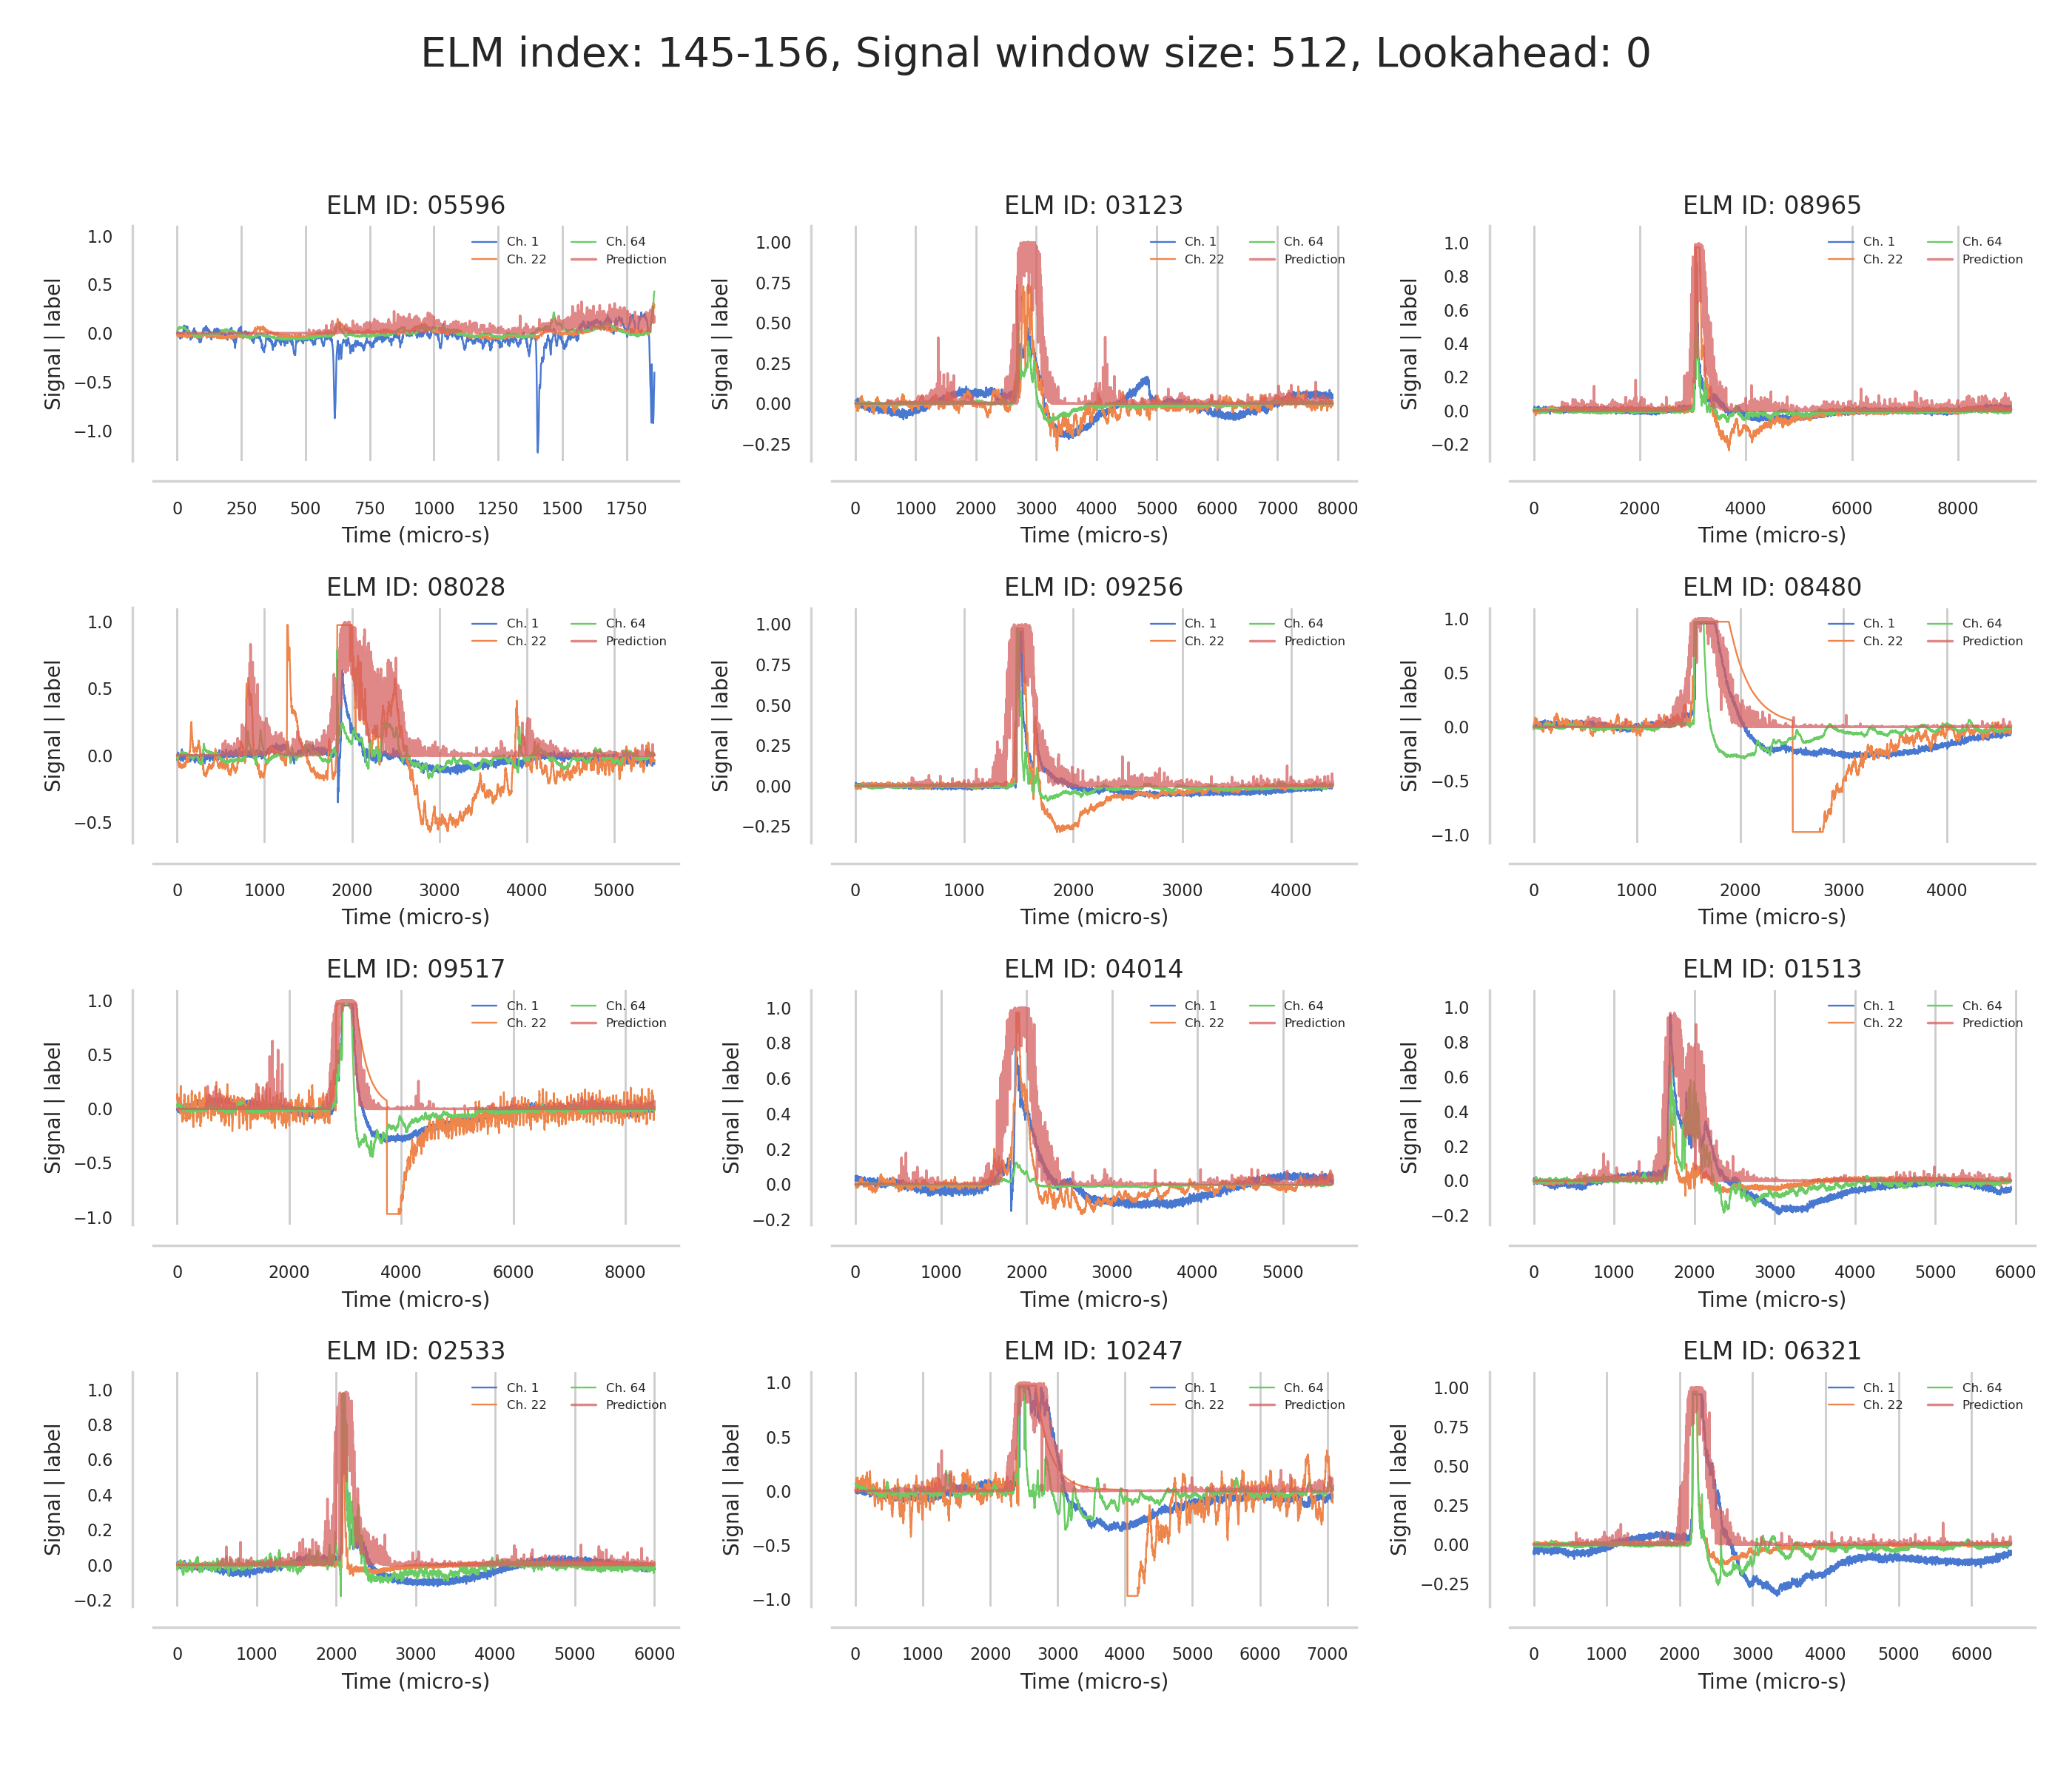 ELM index: 145-156, Signal window size: 512, Lookahead: 0
ELM ID: 05596
Signal | label
1.0
0.5
0.0
−0.5
−1.0
Ch. 1
Ch. 22
Ch. 64
Prediction
0 250 500 750 1000 1250 1500 1750
Time (micro-s)
ELM ID: 03123
Signal | label
1.00
0.75
0.50
0.25
0.00
−0.25
Ch. 1
Ch. 22
Ch. 64
Prediction
0 1000 2000 3000 4000 5000 6000 7000 8000
Time (micro-s)
ELM ID: 08965
Signal | label
1.0
0.8
0.6
0.4
0.2
0.0
−0.2
Ch. 1
Ch. 22
Ch. 64
Prediction
0 2000 4000 6000 8000
Time (micro-s)
ELM ID: 08028
Signal | label
1.0
0.5
0.0
−0.5
Ch. 1
Ch. 22
Ch. 64
Prediction
0 1000 2000 3000 4000 5000
Time (micro-s)
ELM ID: 09256
Signal | label
1.00
0.75
0.50
0.25
0.00
−0.25
Ch. 1
Ch. 22
Ch. 64
Prediction
0 1000 2000 3000 4000
Time (micro-s)
ELM ID: 08480
Signal | label
1.0
0.5
0.0
−0.5
−1.0
Ch. 1
Ch. 22
Ch. 64
Prediction
0 1000 2000 3000 4000
Time (micro-s)
ELM ID: 09517
Signal | label
1.0
0.5
0.0
−0.5
−1.0
Ch. 1
Ch. 22
Ch. 64
Prediction
0 2000 4000 6000 8000
Time (micro-s)
ELM ID: 04014
Signal | label
1.0
0.8
0.6
0.4
0.2
0.0
−0.2
Ch. 1
Ch. 22
Ch. 64
Prediction
0 1000 2000 3000 4000 5000
Time (micro-s)
ELM ID: 01513
Signal | label
1.0
0.8
0.6
0.4
0.2
0.0
−0.2
Ch. 1
Ch. 22
Ch. 64
Prediction
0 1000 2000 3000 4000 5000 6000
Time (micro-s)
ELM ID: 02533
Signal | label
1.0
0.8
0.6
0.4
0.2
0.0
−0.2
Ch. 1
Ch. 22
Ch. 64
Prediction
0 1000 2000 3000 4000 5000 6000
Time (micro-s)
ELM ID: 10247
Signal | label
1.0
0.5
0.0
−0.5
−1.0
Ch. 1
Ch. 22
Ch. 64
Prediction
0 1000 2000 3000 4000 5000 6000 7000
Time (micro-s)
ELM ID: 06321
Signal | label
1.00
0.75
0.50
0.25
0.00
−0.25
Ch. 1
Ch. 22
Ch. 64
Prediction
0 1000 2000 3000 4000 5000 6000
Time (micro-s)